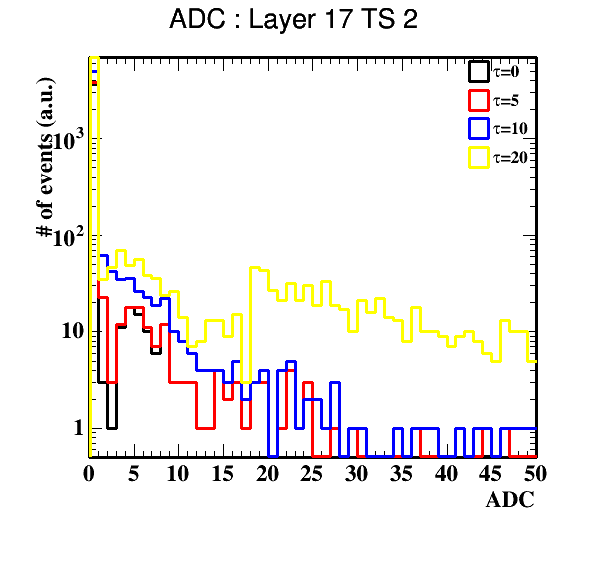 ADC : Layer 17 TS 2
# of events (a.u.)
10³
10²
10
1
τ=0
τ=5
τ=10
τ=20
0 5 10 15 20 25 30 35 40 45 50
ADC